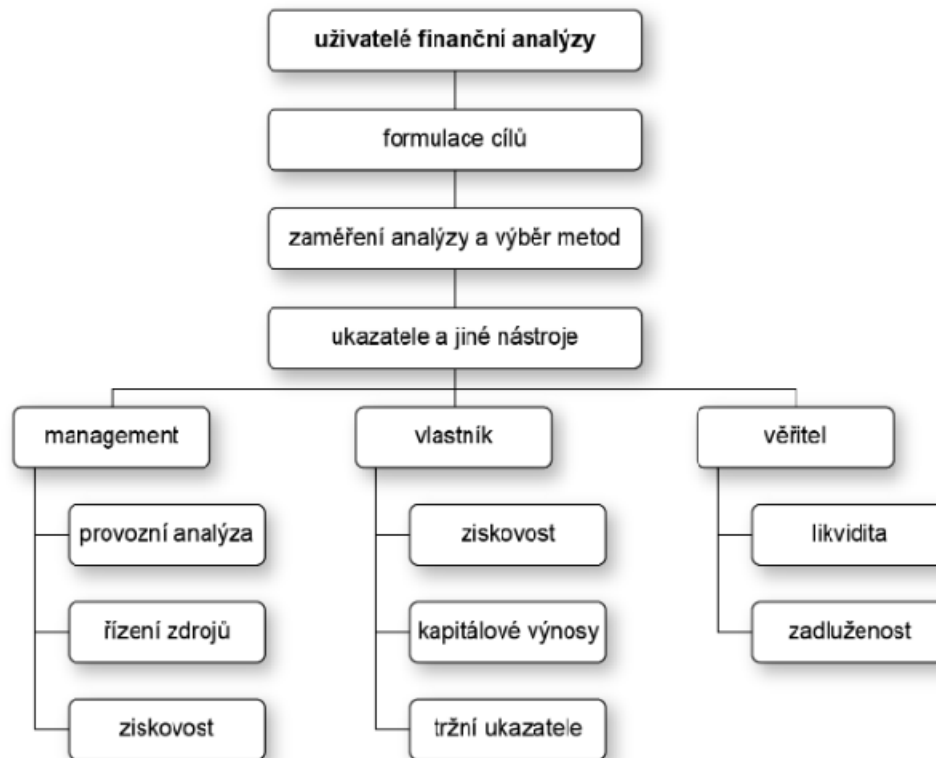 uživatelé finanční analýzy
formulace cílů
zaměření analýzy a výběr metod
ukazatele a jiné nástroje
management
vlastník
věřitel
provozní analýza
ziskovost
likvidita
řízení zdrojů
kapitálové výnosy
zadluženost
ziskovost
tržní ukazatele